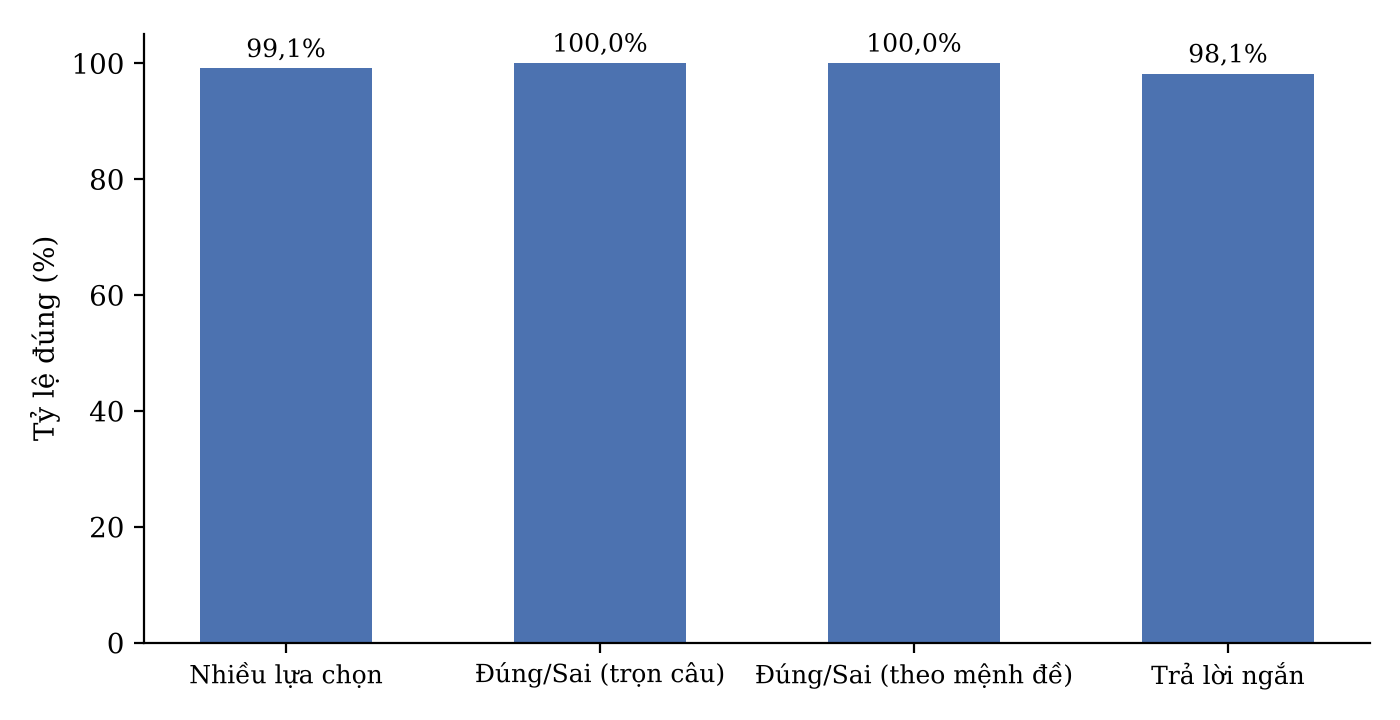 99,1%
100,0%
100,0%
98,1%
100
80
60
40
20
0
Tỷ lệ đúng (%)
Nhiều lựa chọn
Đúng/Sai (trọn câu)
Đúng/Sai (theo mệnh đề)
Trả lời ngắn